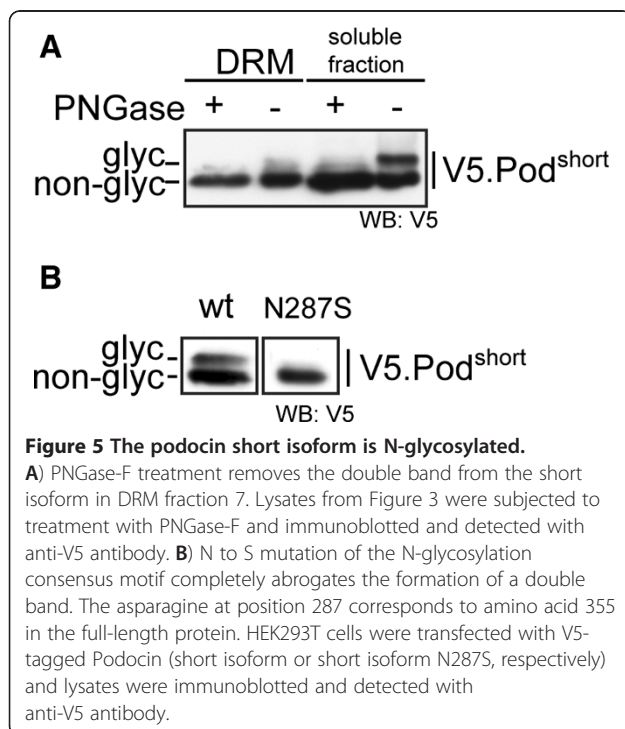 A
DRM
soluble
fraction
PNGase + - + -
glyc
non-glyc
V5.Podshort
WB: V5
B
wt N287S
glyc
non-glyc
V5.Podshort
WB: V5
Figure 5 The podocin short isoform is N-glycosylated.
A) PNGase-F treatment removes the double band from the short
isoform in DRM fraction 7. Lysates from Figure 3 were subjected to
treatment with PNGase-F and immunoblotted and detected with
anti-V5 antibody. B) N to S mutation of the N-glycosylation
consensus motif completely abrogates the formation of a double
band. The asparagine at position 287 corresponds to amino acid 355
in the full-length protein. HEK293T cells were transfected with V5-
tagged Podocin (short isoform or short isoform N287S, respectively)
and lysates were immunoblotted and detected with
anti-V5 antibody.